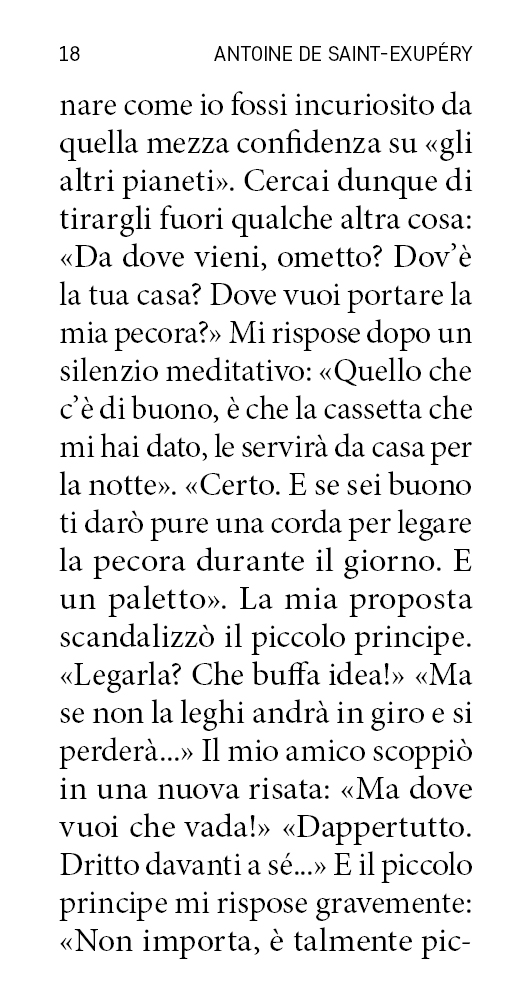 18 ANTOINE DE SAINT-EXUPÉRY
nare come io fossi incuriosito da
quella mezza confidenza su «gli
altri pianeti». Cercai dunque di
tirargli fuori qualche altra cosa:
«Da dove vieni, ometto? Dov’è
la tua casa? Dove vuoi portare la
mia pecora?» Mi rispose dopo un
silenzio meditativo: «Quello che
c’è di buono, è che la cassetta che
mi hai dato, le servirà da casa per
la notte». «Certo. E se sei buono
ti darò pure una corda per legare
la pecora durante il giorno. E
un paletto». La mia proposta
scandalizzò il piccolo principe.
«Legarla? Che buffa idea!» «Ma
se non la leghi andrà in giro e si
perderà...» Il mio amico scoppiò
in una nuova risata: «Ma dove
vuoi che vada!» «Dappertutto.
Dritto davanti a sé...» E il piccolo
principe mi rispose gravemente:
«Non importa, è talmente pic-